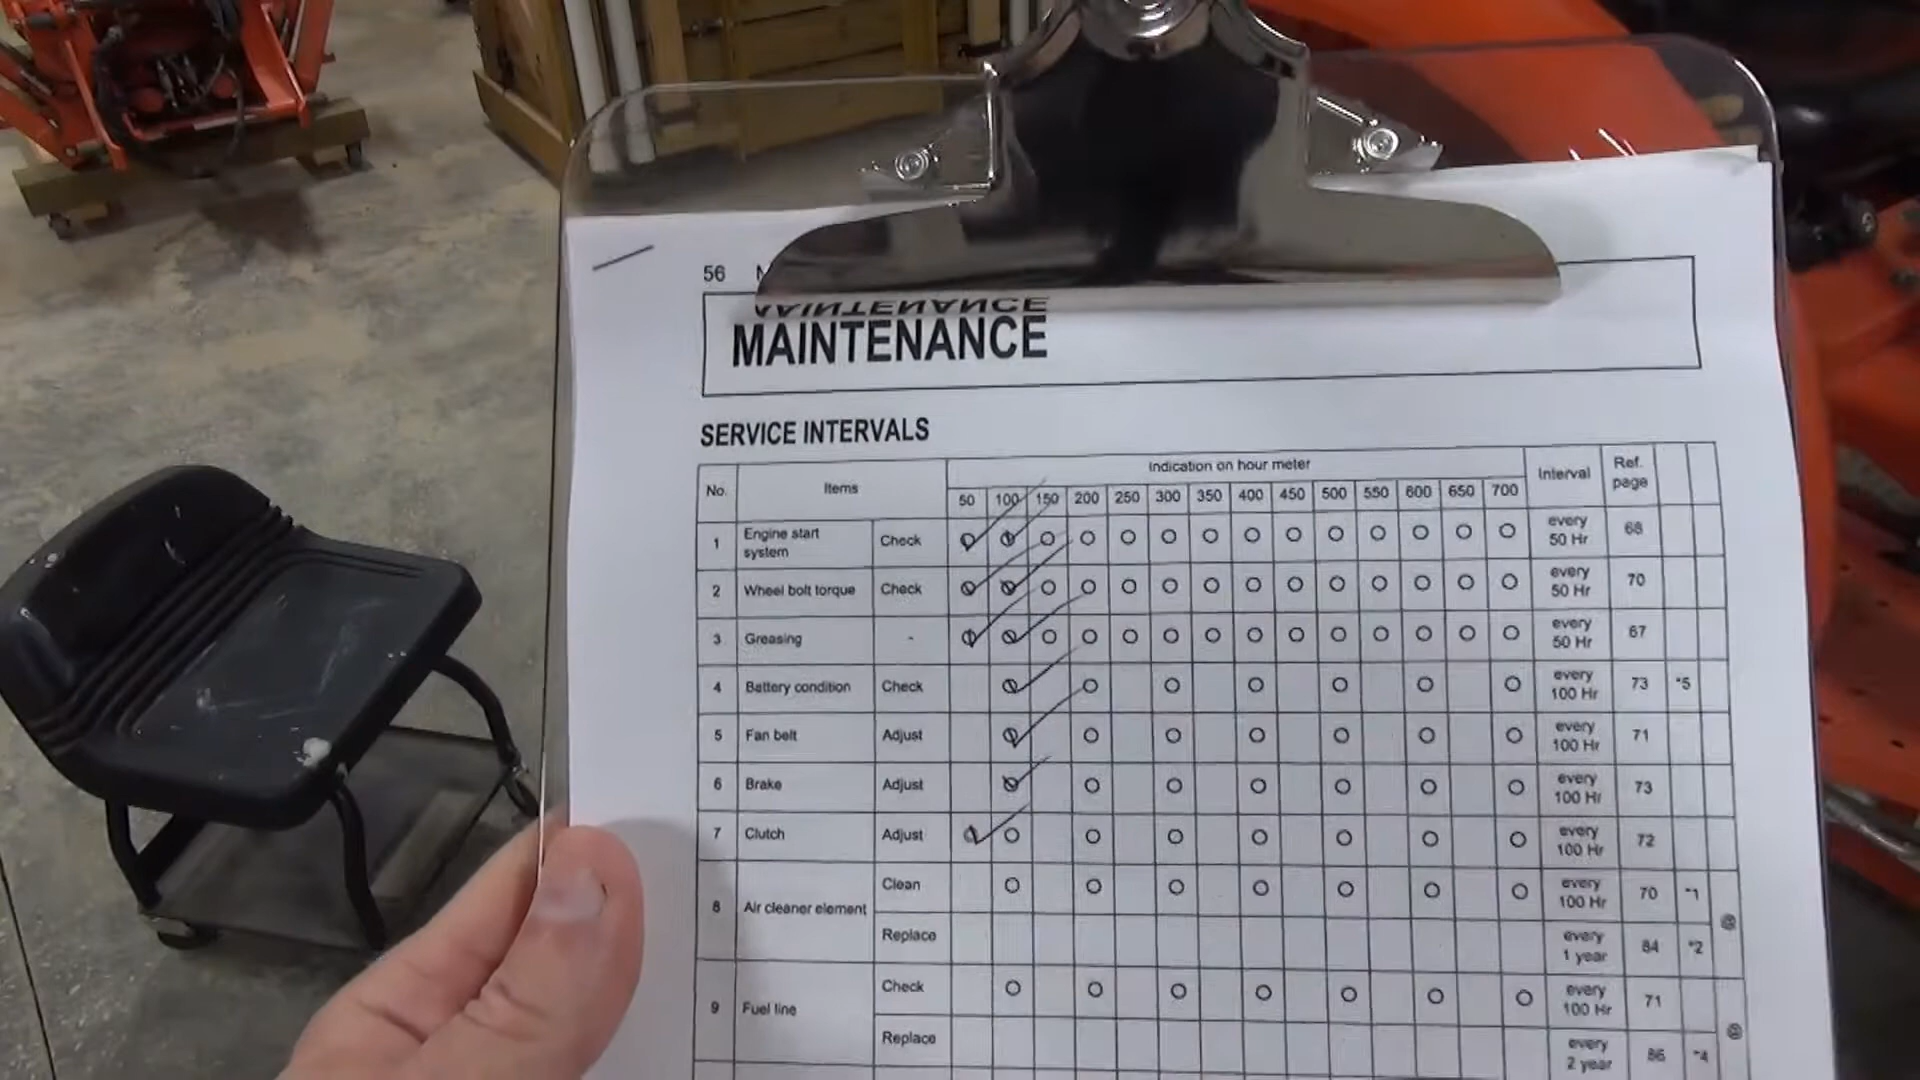 56
MAINTENANCE
SERVICE INTERVALS
No. Items Indication on hour meter Interval Ref. page
50 100 150 200 250 300 350 400 450 500 550 600 650 700
1 Engine start system Check every 50 Hr 68
2 Wheel bolt torque Check every 50 Hr 70
3 Greasing - every 50 Hr 67
4 Battery condition Check every 100 Hr 73 *5
5 Fan belt Adjust every 100 Hr 71
6 Brake Adjust every 100 Hr 73
7 Clutch Adjust every 100 Hr 72
8 Air cleaner element Clean every 100 Hr 70 *1 @
Replace every 1 year 84 *2
9 Fuel line Check every 100 Hr 71 @
Replace every 2 year 86 *4